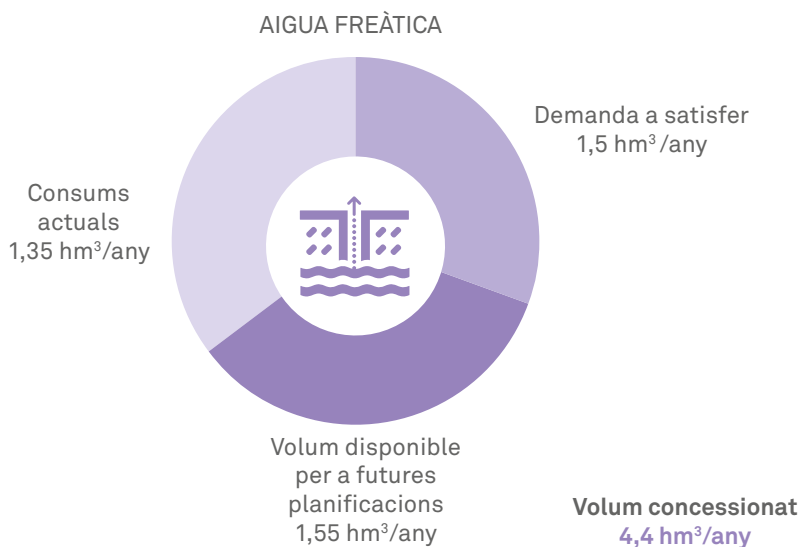 AIGUA FREÀTICA
Demanda a satisfer
1,5 hm³/any
Consums
actuals
1,35 hm³/any
Volum disponible
per a futures
planificacions
1,55 hm³/any
Volum concessionat
4,4 hm³/any